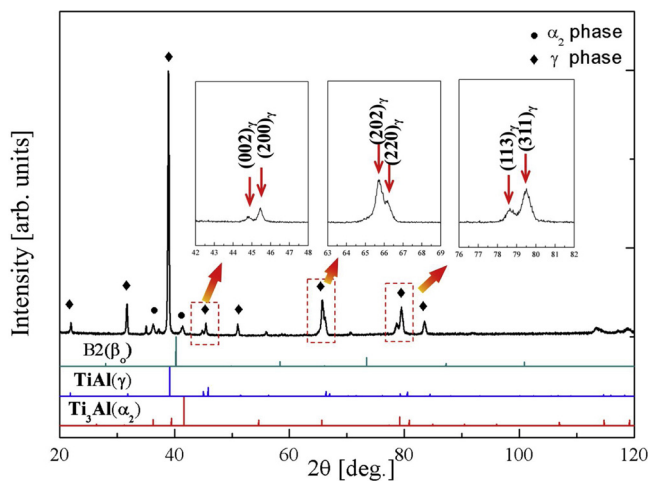 ● α₂ phase
◆ γ phase
(002)γ
(200)γ
(202)γ
(220)γ
(113)γ
(311)γ
42 43 44 45 46 47 48
63 64 65 66 67 68 69
76 77 78 79 80 81 82
Intensity [arb. units]
B2(βₒ)
TiAl(γ)
Ti₃Al(α₂)
20 40 60 80 100 120
2θ [deg.]